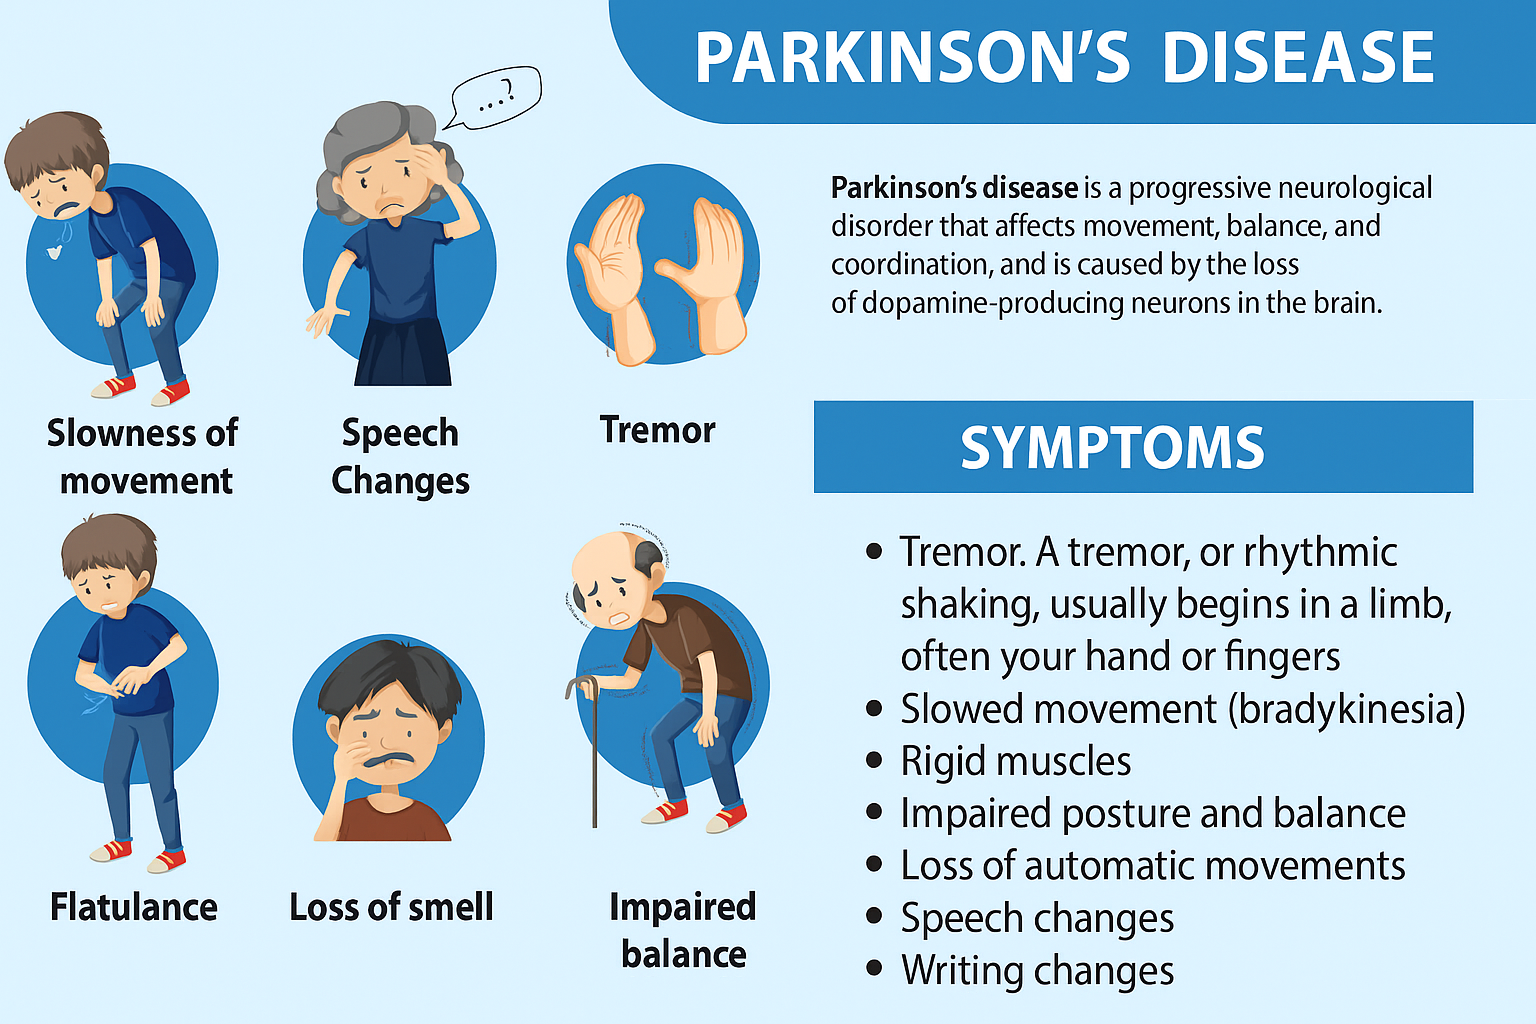 PARKINSON'S DISEASE
...?
Parkinson's disease is a progressive neurological
disorder that affects movement, balance, and
coordination, and is caused by the loss
of dopamine-producing neurons in the brain.
Slowness of
movement
Speech
Changes
Tremor
Flatulance
Loss of smell
Impaired
balance
SYMPTOMS
• Tremor. A tremor, or rhythmic
shaking, usually begins in a limb,
often your hand or fingers
• Slowed movement (bradykinesia)
• Rigid muscles
• Impaired posture and balance
• Loss of automatic movements
• Speech changes
• Writing changes